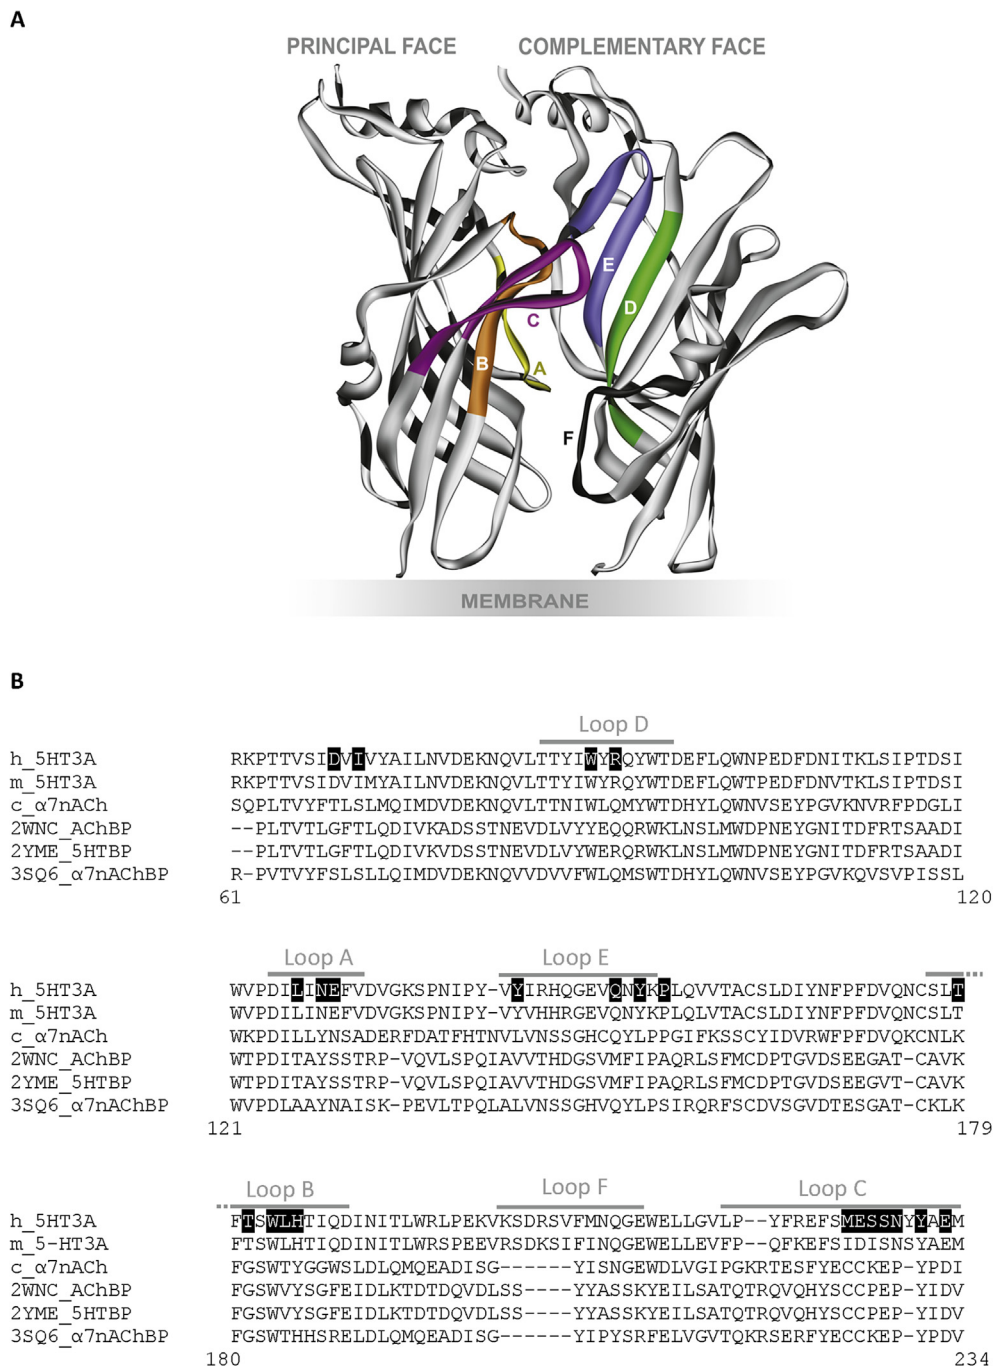 A
PRINCIPAL FACE COMPLEMENTARY FACE
E
D
C
B
A
F
MEMBRANE
B
Loop D
h_5HT3A RKPTTVSIDVIVYAILNVDEKNQVLTTYIWYRQYWTDEFLQWNPEDFDNITKLSIPTDSI
m_5HT3A RKPTTVSIDVIMYAILNVDEKNQVLTTYIWYRQYWTDEFLQWTPEDFDNVTKLSIPTDSI
c_α7nACh SQPLTVYFTLSLMQIMDVDEKNQVLTTNIWLQMYWTDHYLQWNVSEYPGVKNVRFPDGLI
2WNC_AChBP --PLTVTLGFTLQDIVKADSSTNEVDLVYYEQQRWKLNSLMWDPNEYGNITDFRTSAADI
2YME_5HTBP --PLTVTLGFTLQDIVKVDSSTNEVDLVYWERQRWKLNSLMWDPNEYGNITDFRTSAADI
3SQ6_α7nAChBP R-PVTVYFSLSLLQIMDVDEKNQVVDVVFWLQMSWTDHYLQWNVSEYPGVKQVSVPISSL
61 120
Loop A Loop E
h_5HT3A WVPDILINEFVDVGKSPNIPY-VYIRHQGEVQNYKPLQVVTACSLDIYNFPFDVQNCSLT
m_5HT3A WVPDILINEFVDVGKSPNIPY-VYVHHRGEVQNYKPLQLVTACSLDIYNFPFDVQNCSLT
c_α7nACh WKPDILLYNSADERFDATFHTNVLVNSSGHCQYLPPGIFKSSCYIDVRWFPFDVQKCNLK
2WNC_AChBP WTPDITAYSSTRP-VQVLSPQIAVVTHDGSVMFIPAQRLSFMCDPTGVDSEEGAT-CAVK
2YME_5HTBP WTPDITAYSSTRP-VQVLSPQIAVVTHDGSVMFIPAQRLSFMCDPTGVDSEEGVT-CAVK
3SQ6_α7nAChBP WVPDLAAYNAISK-PEVLTPQLALVNSSGHVQYLPSIRQRFSCDVSGVDTESGAT-CKLK
121 179
Loop B Loop F Loop C
h_5HT3A FTSWLHTIQDINITLWRLPEKVKSDRSVFMNQGEWELLGVLP--YFREFSMESSNYYAEM
m_5-HT3A FTSWLHTIQDINITLWRSPEEVRSDKSIFINQGEWELLEVFP--QFKEFSIDISNSYAEM
c_α7nACh FGSWTYGGWSLDLQMQEADISG------YISNGEWDLVGIPGKRTESFYECCKEP-YPDI
2WNC_AChBP FGSWVYSGFEIDLKTDTDQVDLSS-----YYASSKYEILSATQTRQVQHYSCCPEP-YIDV
2YME_5HTBP FGSWVYSGFEIDLKTDTDQVDLSS-----YYASSKYEILSATQTRQVQHYSCCPEP-YIDV
3SQ6_α7nAChBP FGSWTHHSRELDLQMQEADISG------YIPYSRFELVGVTQKRSERFYECCKEP-YPDV
180 234